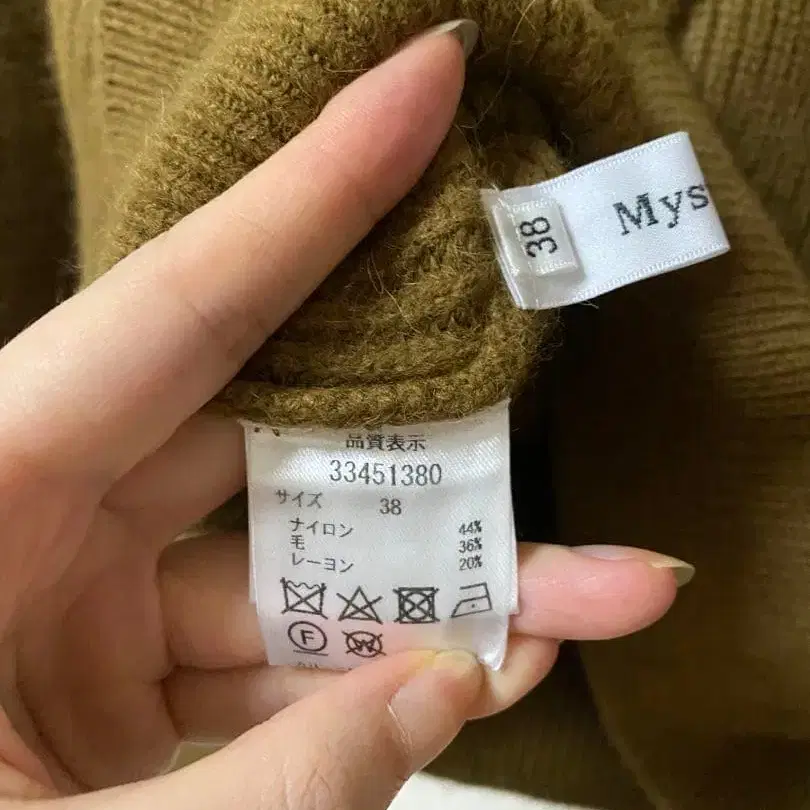 38
Mys
品質表示
33451380
サイズ 38
ナイロン 44%
毛 36%
レーヨン 20%
F
W